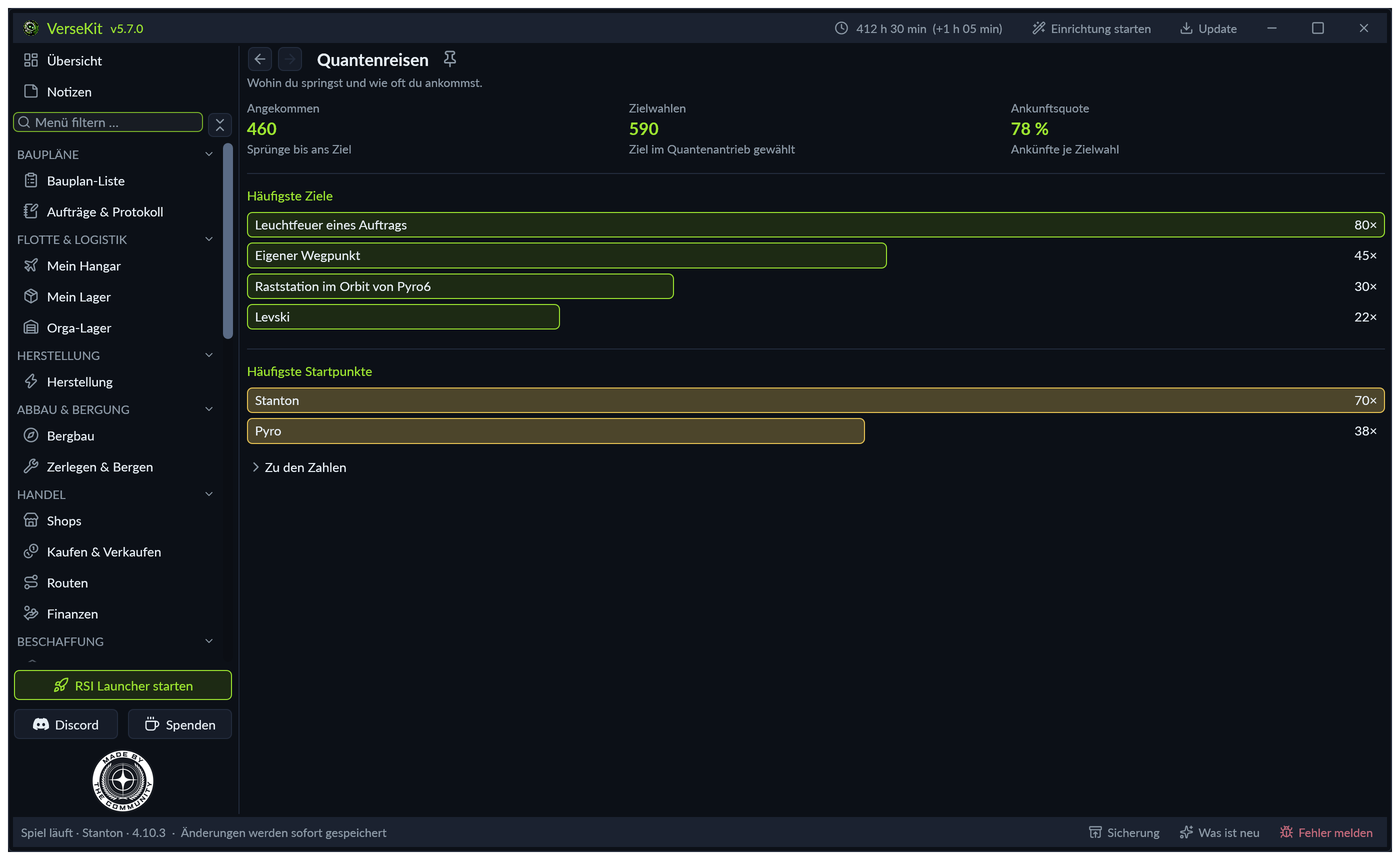 VerseKit v5.7.0
412 h 30 min (+1 h 05 min)
Einrichtung starten
Update
Übersicht
Notizen
Menü filtern ...
BAUPLÄNE
Bauplan-Liste
Aufträge & Protokoll
FLOTTE & LOGISTIK
Mein Hangar
Mein Lager
Orga-Lager
HERSTELLUNG
Herstellung
ABBAU & BERGUNG
Bergbau
Zerlegen & Bergen
HANDEL
Shops
Kaufen & Verkaufen
Routen
Finanzen
BESCHAFFUNG
RSI Launcher starten
Discord
Spenden
MADE BY
THE COMMUNITY
Quantenreisen
Wohin du springst und wie oft du ankommst.
Angekommen
460
Sprünge bis ans Ziel
Zielwahlen
590
Ziel im Quantenantrieb gewählt
Ankunftsquote
78 %
Ankünfte je Zielwahl
Häufigste Ziele
Leuchtfeuer eines Auftrags 80×
Eigener Wegpunkt 45×
Raststation im Orbit von Pyro6 30×
Levski 22×
Häufigste Startpunkte
Stanton 70×
Pyro 38×
Zu den Zahlen
Spiel läuft · Stanton · 4.10.3 · Änderungen werden sofort gespeichert
Sicherung
Was ist neu
Fehler melden